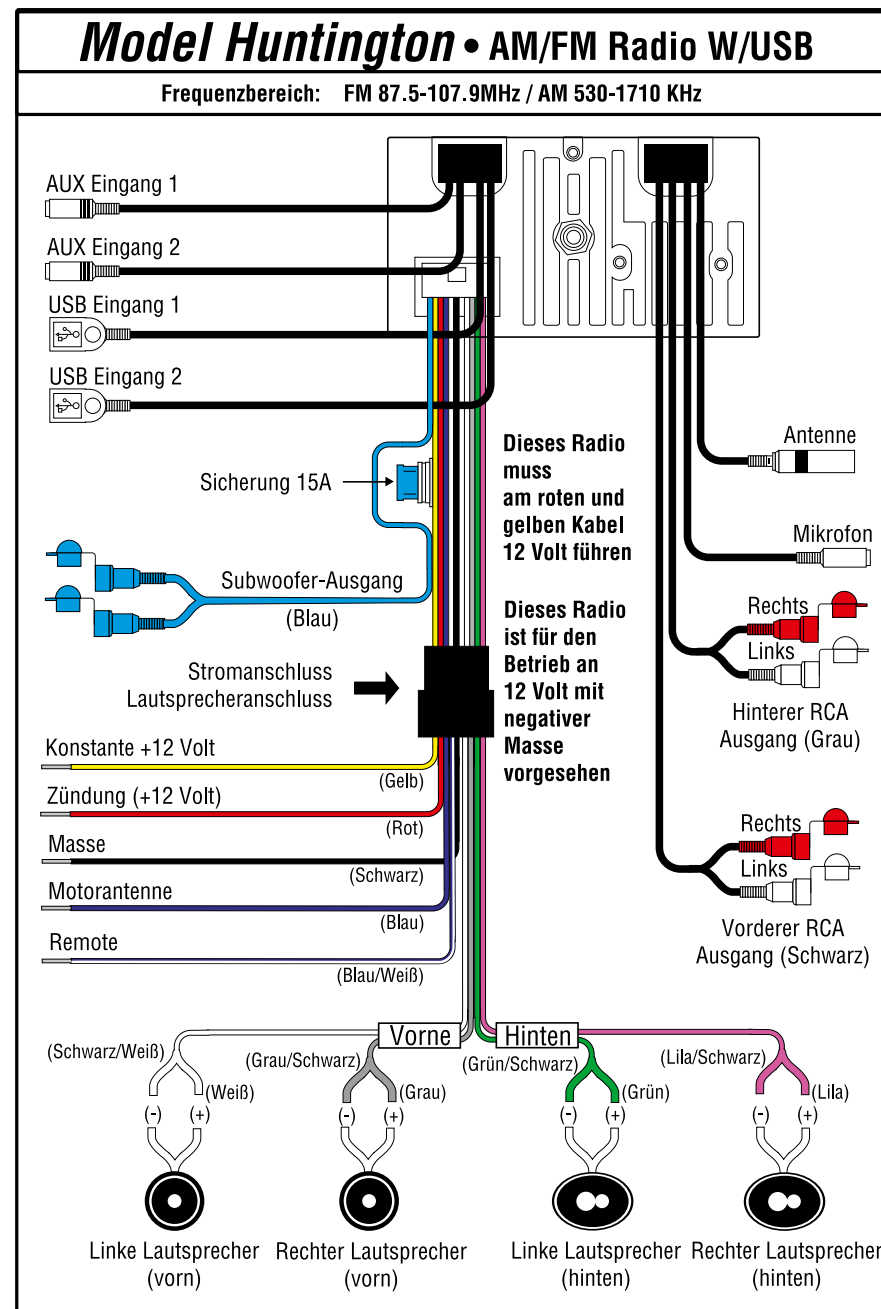 Model Huntington • AM/FM Radio W/USB
Frequenzbereich: FM 87.5-107.9MHz / AM 530-1710 KHz
AUX Eingang 1
AUX Eingang 2
USB Eingang 1
USB Eingang 2
Sicherung 15A
Subwoofer-Ausgang
(Blau)
Stromanschluss
Lautsprecheranschluss
Dieses Radio
muss
am roten und
gelben Kabel
12 Volt führen
Dieses Radio
ist für den
Betrieb an
12 Volt mit
negativer
Masse
vorgesehen
Antenne
Mikrofon
Rechts
Links
Hinterer RCA
Ausgang (Grau)
Rechts
Links
Vorderer RCA
Ausgang (Schwarz)
Konstante +12 Volt
(Gelb)
Zündung (+12 Volt)
(Rot)
Masse
(Schwarz)
Motorantenne
(Blau)
Remote
(Blau/Weiß)
Vorne
Hinten
(Schwarz/Weiß)
(Weiß)
(-) (+)
Linke Lautsprecher
(vorn)
(Grau/Schwarz)
(Grau)
(-) (+)
Rechter Lautsprecher
(vorn)
(Grün/Schwarz)
(Grün)
(-) (+)
Linke Lautsprecher
(hinten)
(Lila/Schwarz)
(Lila)
(-) (+)
Rechter Lautsprecher
(hinten)